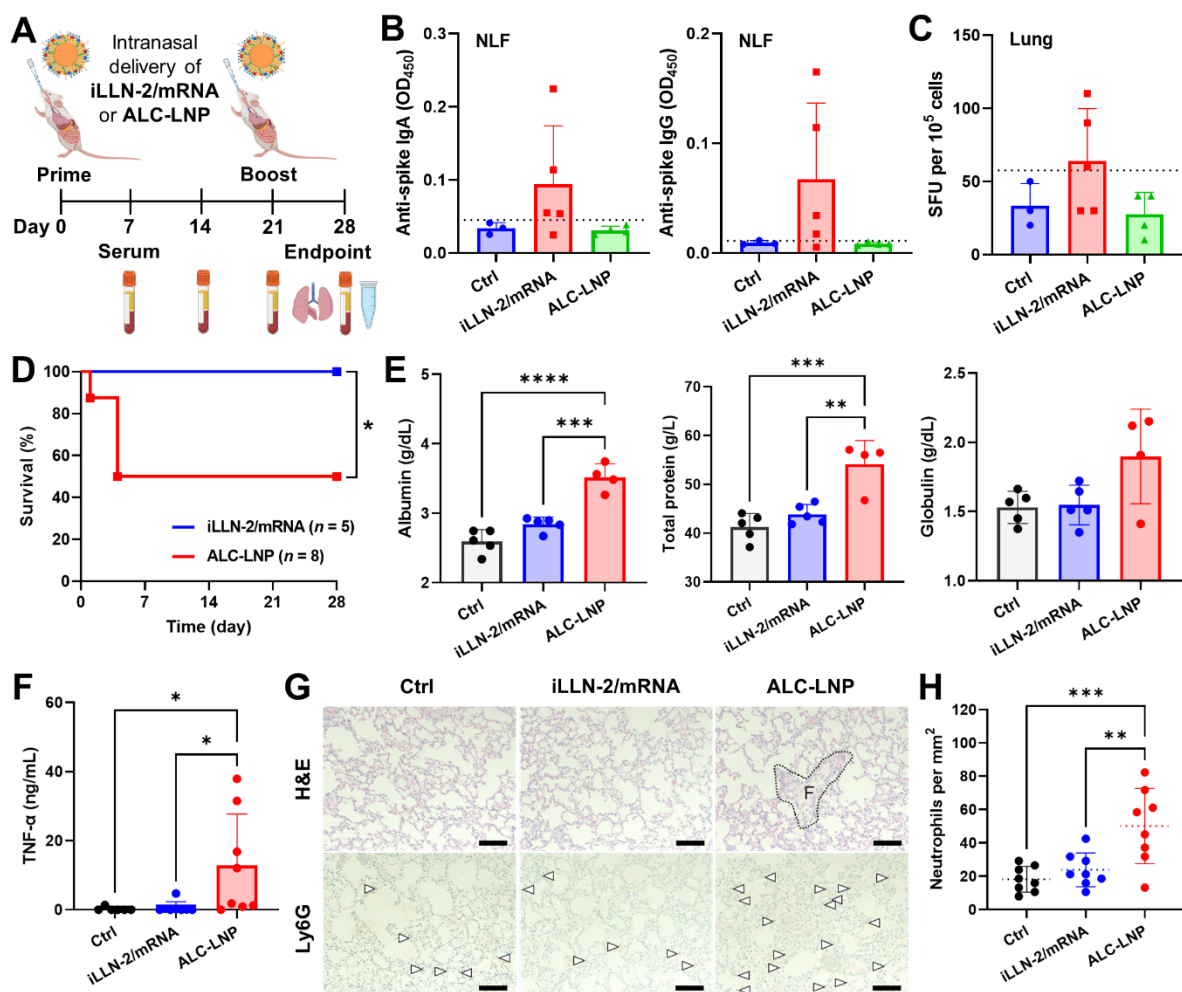 A
Intranasal
delivery of
iLLN-2/mRNA
or ALC-LNP
Prime
Boost
Day 0 7 14 21 28
Serum
Endpoint
B
NLF
Anti-spike IgA (OD450)
0.3
0.2
0.1
0.0
Ctrl
iLLN-2/mRNA
ALC-LNP
NLF
Anti-spike IgG (OD450)
0.20
0.15
0.10
0.05
0.00
Ctrl
iLLN-2/mRNA
ALC-LNP
C
Lung
SFU per 10⁵ cells
150
100
50
0
Ctrl
iLLN-2/mRNA
ALC-LNP
D
Survival (%)
100
80
60
40
20
0
*
iLLN-2/mRNA (n = 5)
ALC-LNP (n = 8)
0 7 14 21 28
Time (day)
E
Albumin (g/dL)
5
4
3
2
****
***
Ctrl
iLLN-2/mRNA
ALC-LNP
Total protein (g/L)
70
60
50
40
30
***
**
Ctrl
iLLN-2/mRNA
ALC-LNP
Globulin (g/dL)
2.5
2.0
1.5
1.0
Ctrl
iLLN-2/mRNA
ALC-LNP
F
TNF-α (ng/mL)
60
40
20
0
*
*
Ctrl
iLLN-2/mRNA
ALC-LNP
G
Ctrl iLLN-2/mRNA ALC-LNP
H&E
F
Ly6G
H
Neutrophils per mm²
120
100
80
60
40
20
0
***
**
Ctrl
iLLN-2/mRNA
ALC-LNP